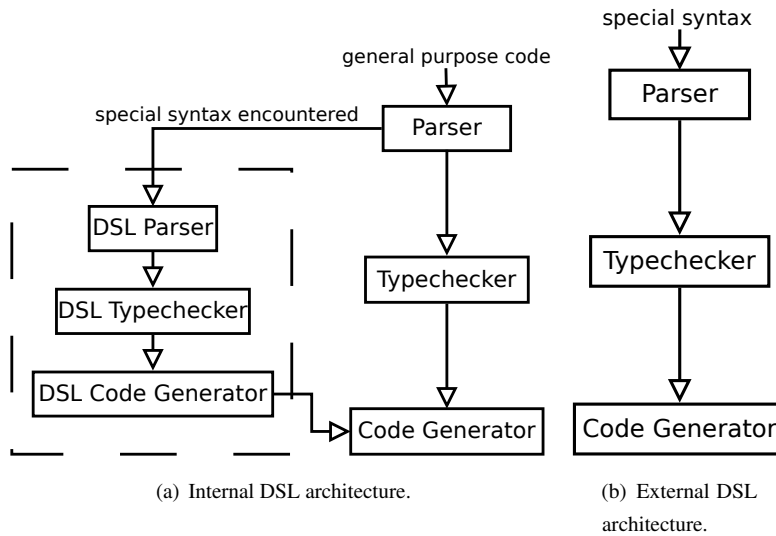 general purpose code
special syntax encountered
Parser
DSL Parser
Typechecker
DSL Typechecker
DSL Code Generator
Code Generator
(a) Internal DSL architecture.
special syntax
Parser
Typechecker
Code Generator
(b) External DSL
architecture.